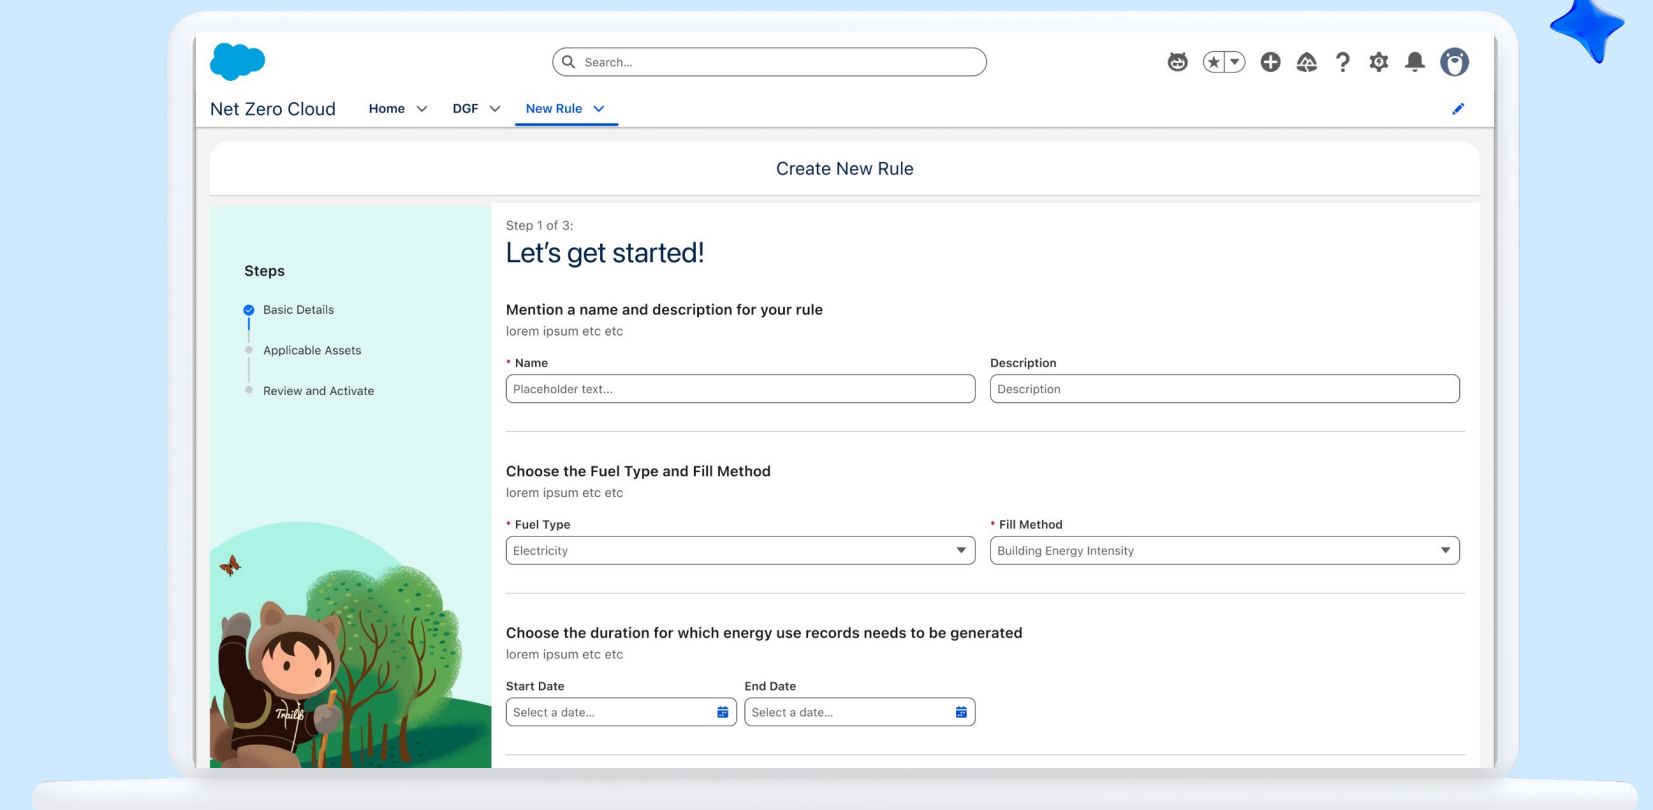 Search...
Net Zero Cloud Home DGF New Rule
Create New Rule
Steps
Basic Details
Applicable Assets
Review and Activate
Trailb
Step 1 of 3:
Let's get started!
Mention a name and description for your rule
lorem ipsum etc etc
* Name Description
Placeholder text... Description
Choose the Fuel Type and Fill Method
lorem ipsum etc etc
* Fuel Type * Fill Method
Electricity Building Energy Intensity
Choose the duration for which energy use records needs to be generated
lorem ipsum etc etc
Start Date End Date
Select a date... Select a date...